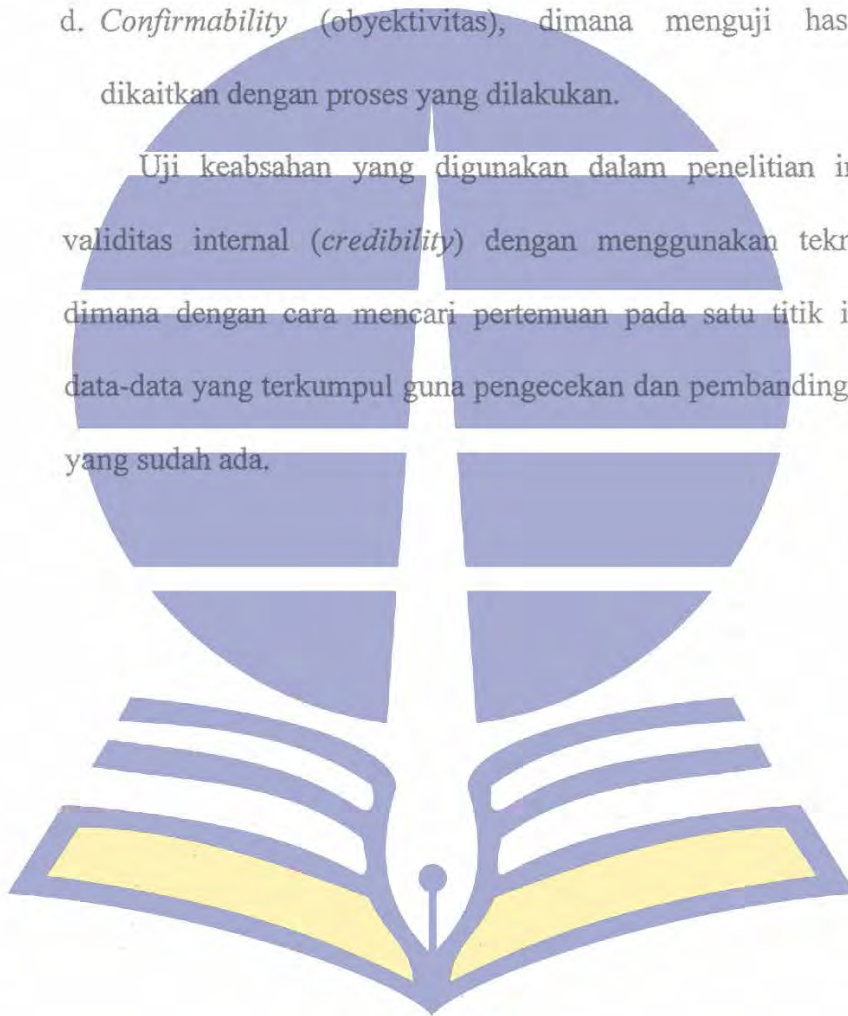 d. Confirmability (obyektivitas), dimana menguji has
dikaitkan dengan proses yang dilakukan.
Uji keabsahan yang digunakan dalam penelitian in
validitas internal (credibility) dengan menggunakan tekn
dimana dengan cara mencari pertemuan pada satu titik i
data-data yang terkumpul guna pengecekan dan pembanding
yang sudah ada.